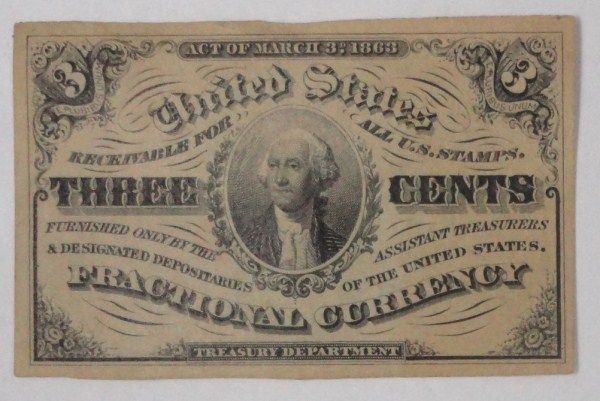 ACT OF MARCH 3D. 1863
3 3
United States
RECEIVABLE FOR ALL U.S. STAMPS.
THREE CENTS
FURNISHED ONLY BY THE ASSISTANT TREASURERS
& DESIGNATED DEPOSITARIES OF THE UNITED STATES.
FRACTIONAL CURRENCY
TREASURY DEPARTMENT